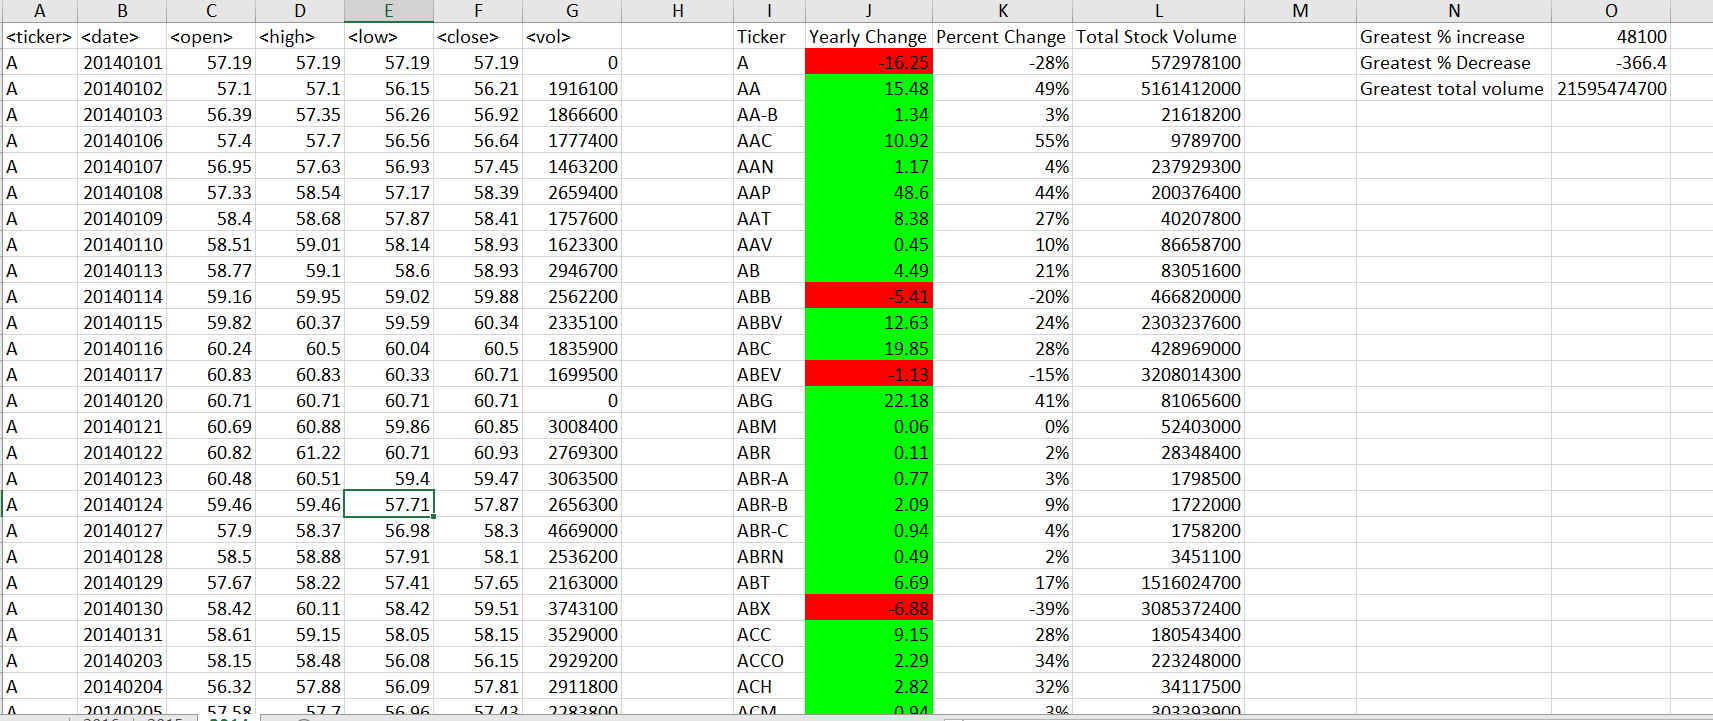 A B C D E F G H I J K L M N O
<ticker> <date> <open> <high> <low> <close> <vol> Ticker Yearly Change Percent Change Total Stock Volume Greatest % increase 48100
A 20140101 57.19 57.19 57.19 57.19 0 A -16.25 -28% 572978100 Greatest % Decrease -366.4
A 20140102 57.1 57.1 56.15 56.21 1916100 AA 15.48 49% 5161412000 Greatest total volume 21595474700
A 20140103 56.39 57.35 56.26 56.92 1866600 AA-B 1.34 3% 21618200
A 20140106 57.4 57.7 56.56 56.64 1777400 AAC 10.92 55% 9789700
A 20140107 56.95 57.63 56.93 57.45 1463200 AAN 1.17 4% 237929300
A 20140108 57.33 58.54 57.17 58.39 2659400 AAP 48.6 44% 200376400
A 20140109 58.4 58.68 57.87 58.41 1757600 AAT 8.38 27% 40207800
A 20140110 58.51 59.01 58.14 58.93 1623300 AAV 0.45 10% 86658700
A 20140113 58.77 59.1 58.6 58.93 2946700 AB 4.49 21% 83051600
A 20140114 59.16 59.95 59.02 59.88 2562200 ABB -5.41 -20% 466820000
A 20140115 59.82 60.37 59.59 60.34 2335100 ABBV 12.63 24% 2303237600
A 20140116 60.24 60.5 60.04 60.5 1835900 ABC 19.85 28% 428969000
A 20140117 60.83 60.83 60.33 60.71 1699500 ABEV -1.13 -15% 3208014300
A 20140120 60.71 60.71 60.71 60.71 0 ABG 22.18 41% 81065600
A 20140121 60.69 60.88 59.86 60.85 3008400 ABM 0.06 0% 52403000
A 20140122 60.82 61.22 60.71 60.93 2769300 ABR 0.11 2% 28348400
A 20140123 60.48 60.51 59.4 59.47 3063500 ABR-A 0.77 3% 1798500
A 20140124 59.46 59.46 57.71 57.87 2656300 ABR-B 2.09 9% 1722000
A 20140127 57.9 58.37 56.98 58.3 4669000 ABR-C 0.94 4% 1758200
A 20140128 58.5 58.88 57.91 58.1 2536200 ABRN 0.49 2% 3451100
A 20140129 57.67 58.22 57.41 57.65 2163000 ABT 6.69 17% 1516024700
A 20140130 58.42 60.11 58.42 59.51 3743100 ABX -6.88 -39% 3085372400
A 20140131 58.61 59.15 58.05 58.15 3529000 ACC 9.15 28% 180543400
A 20140203 58.15 58.48 56.08 56.15 2929200 ACCO 2.29 34% 223248000
A 20140204 56.32 57.88 56.09 57.81 2911800 ACH 2.82 32% 34117500
A 20140205 57.58 57.7 56.96 57.43 2283800 ACM 0.94 3% 303393900